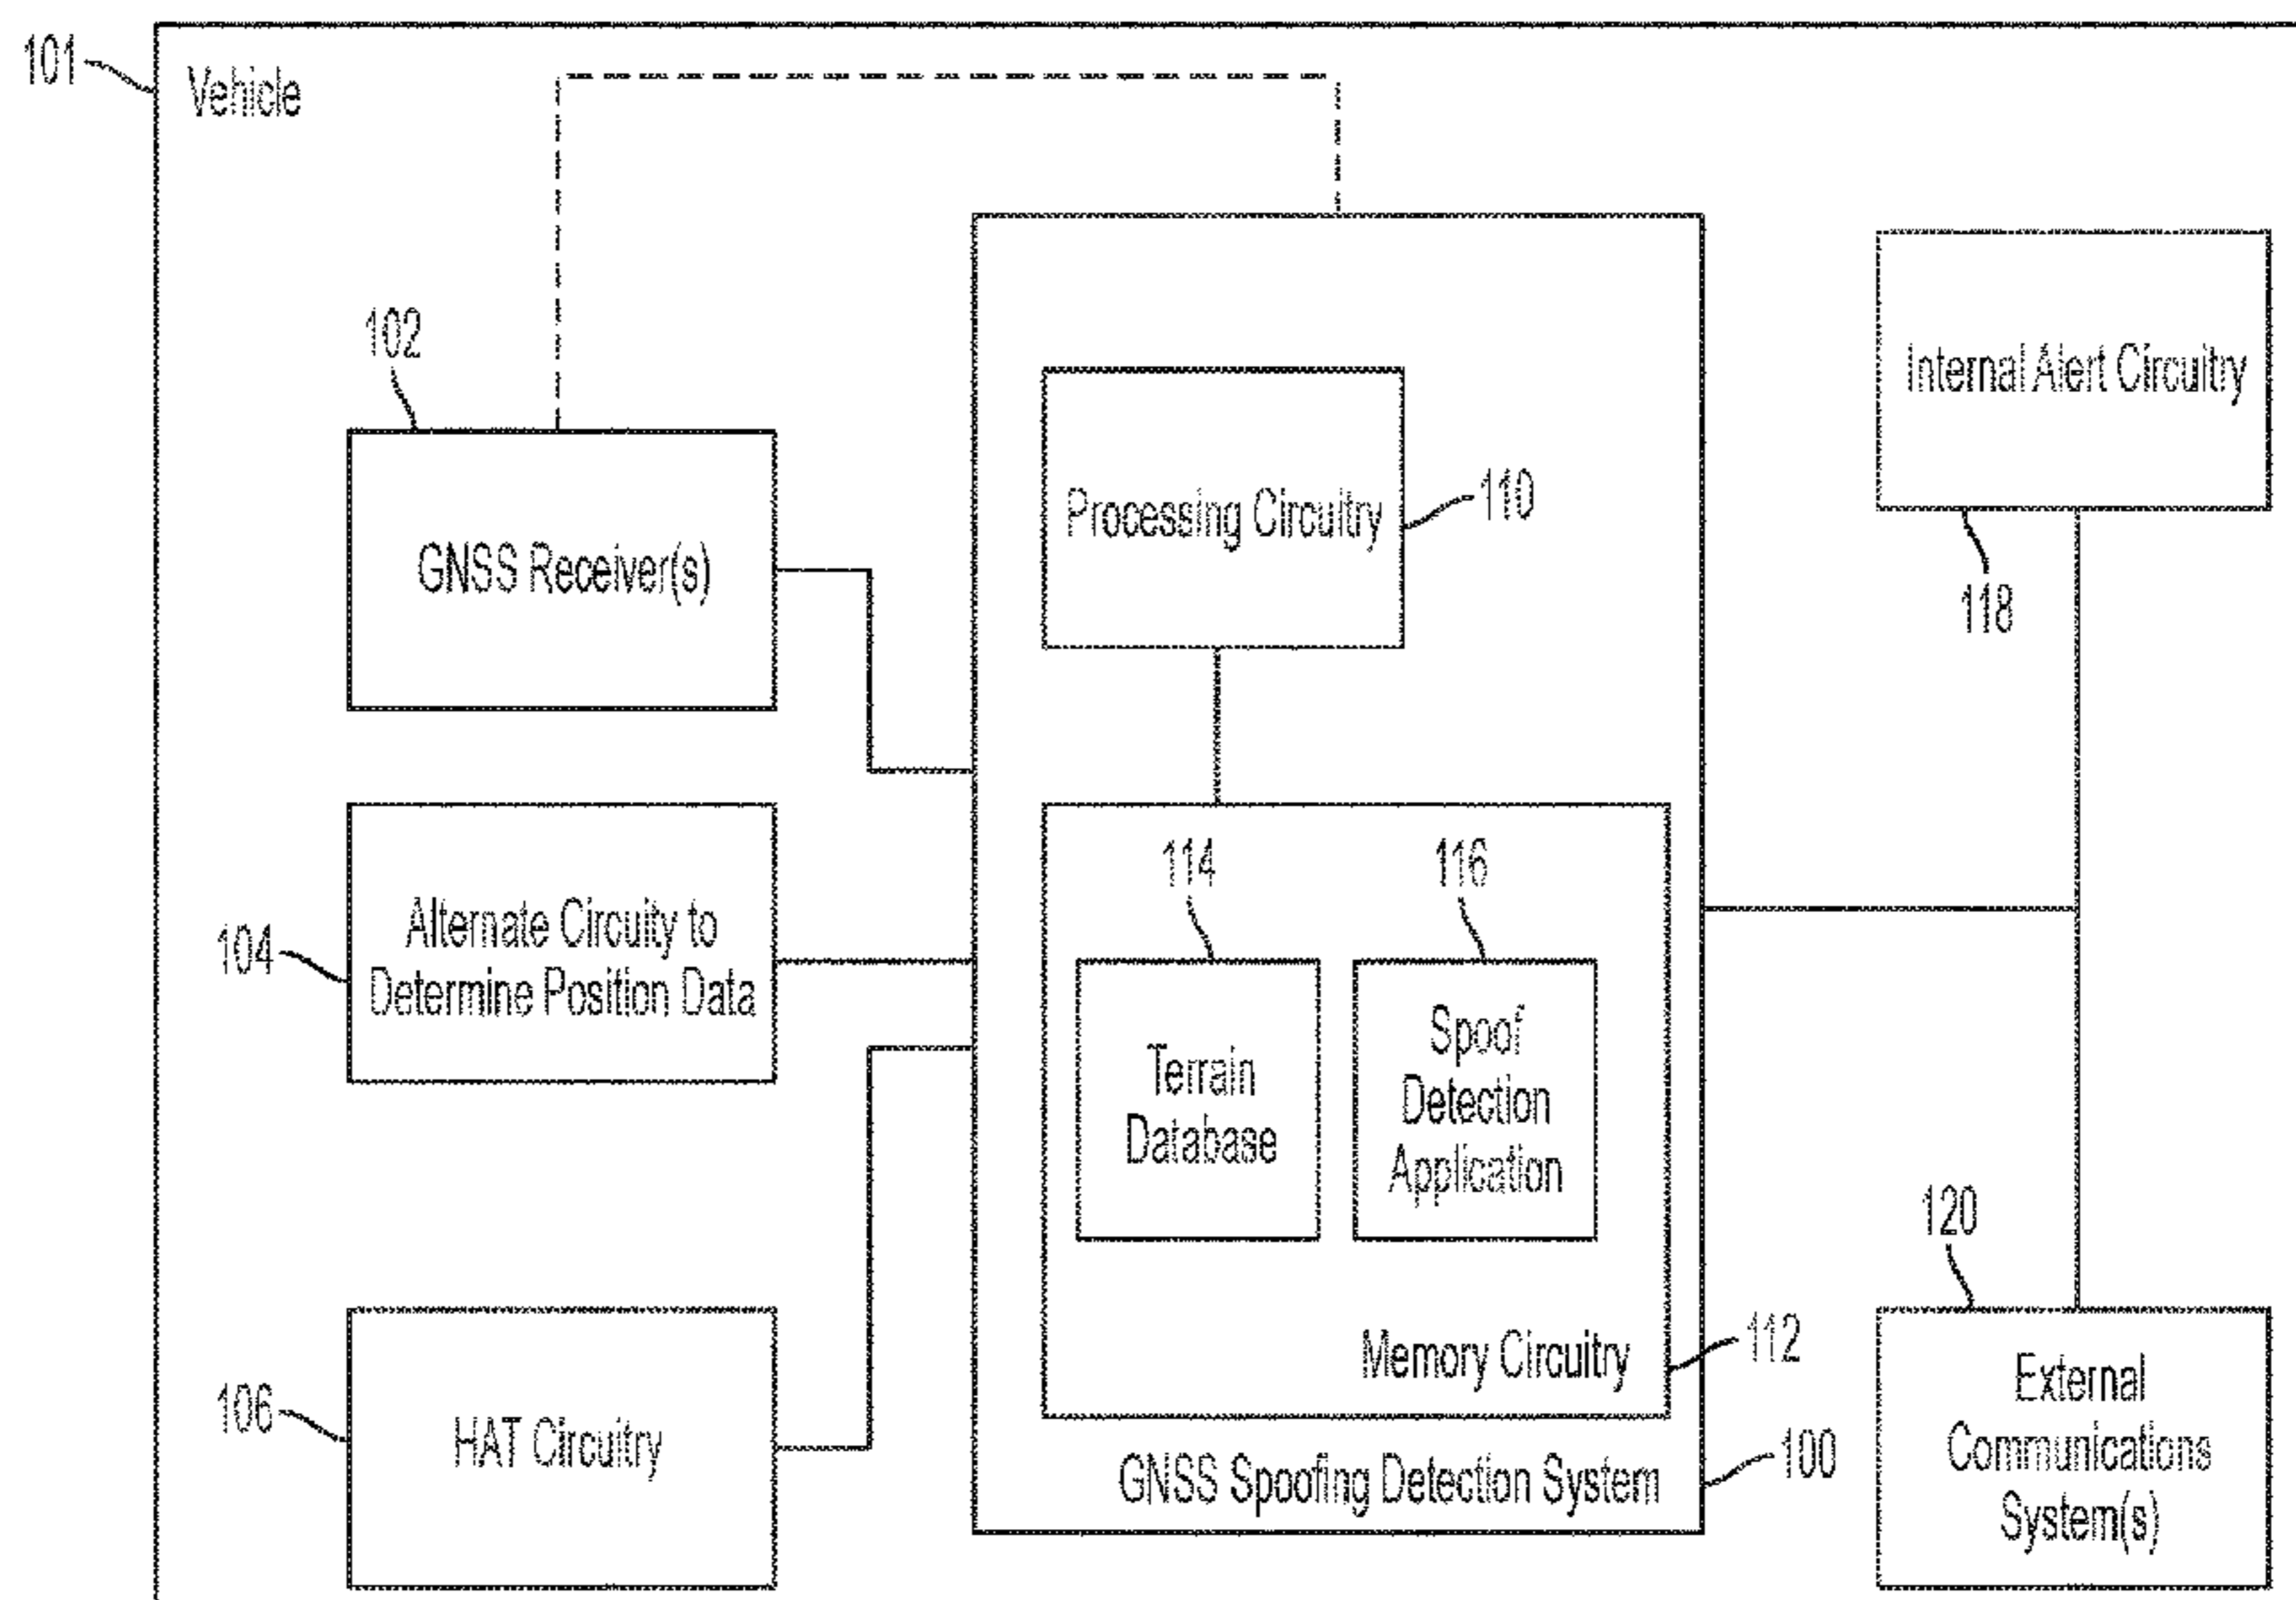 101
Vehicle
102
GNSS Receiver(s)
104
Alternate Circuity to
Determine Position Data
106
HAT Circuitry
Processing Circuitry
110
114
116
Terrain
Database
Spoof
Detection
Application
Memory Circuitry
112
GNSS Spoofing Detection System
100
Internal Alert Circuitry
118
120
External
Communications
System(s)